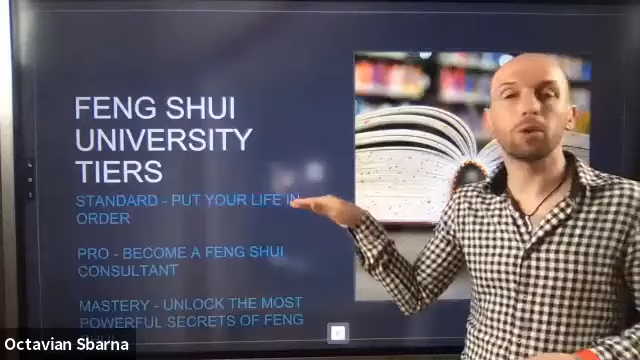 FENG SHUI
UNIVERSITY
TIERS
STANDARD - PUT YOUR LIFE IN
ORDER
PRO - BECOME A FENG SHUI
CONSULTANT
MASTERY - UNLOCK THE MOST
POWERFUL SECRETS OF FENG
Octavian Sbarna